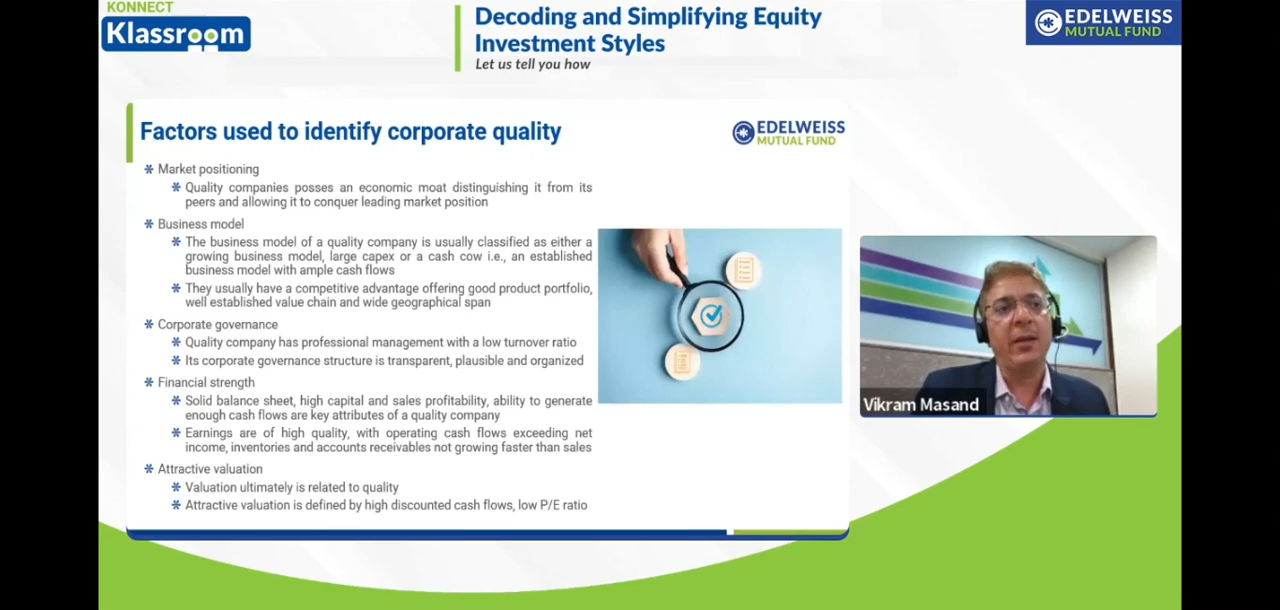 KONNECT
Klassroom
Decoding and Simplifying Equity
Investment Styles
Let us tell you how
EDELWEISS
MUTUAL FUND
Factors used to identify corporate quality
EDELWEISS
MUTUAL FUND
Market positioning
Quality companies posses an economic moat distinguishing it from its
peers and allowing it to conquer leading market position
Business model
The business model of a quality company is usually classified as either a
growing business model, large capex or a cash cow i.e., an established
business model with ample cash flows
They usually have a competitive advantage offering good product portfolio,
well established value chain and wide geographical span
Corporate governance
Quality company has professional management with a low turnover ratio
Its corporate governance structure is transparent, plausible and organized
Financial strength
Solid balance sheet, high capital and sales profitability, ability to generate
enough cash flows are key attributes of a quality company
Earnings are of high quality, with operating cash flows exceeding net
income, inventories and accounts receivables not growing faster than sales
Attractive valuation
Valuation ultimately is related to quality
Attractive valuation is defined by high discounted cash flows, low P/E ratio
Vikram Masand